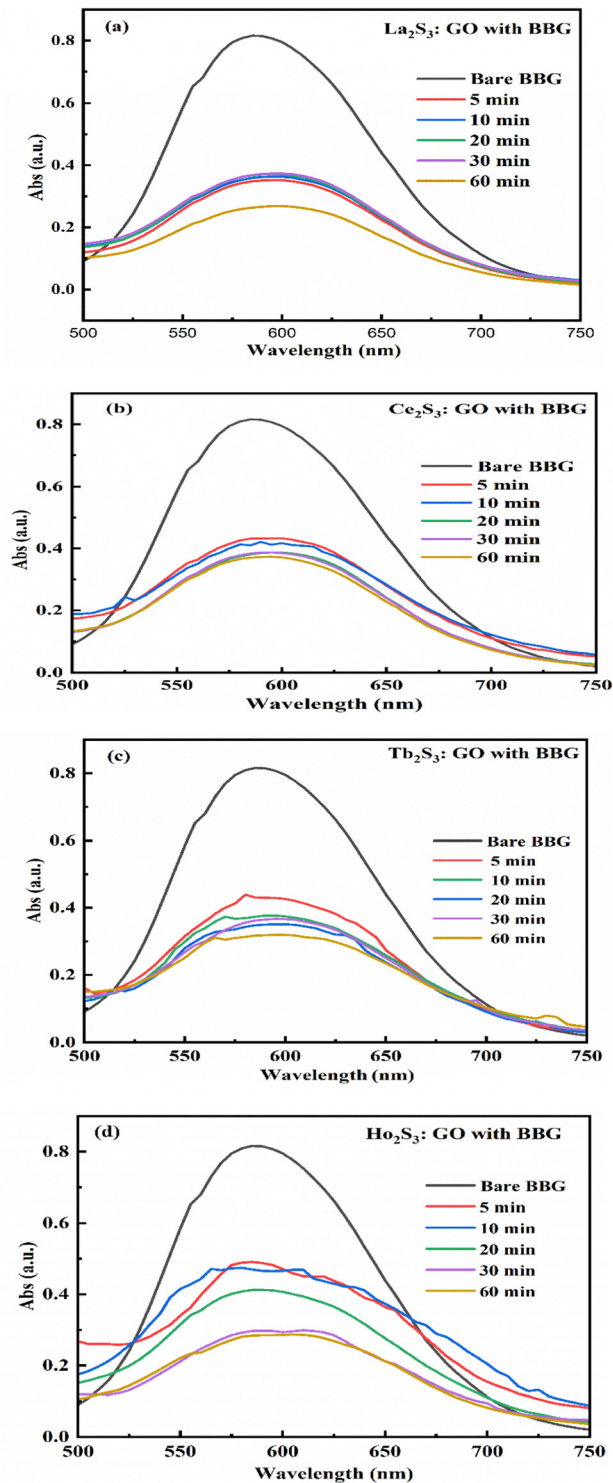 (a)
La₂S₃: GO with BBG
Bare BBG
5 min
10 min
20 min
30 min
60 min
0.8
0.6
0.4
0.2
0.0
Abs (a.u.)
500 550 600 650 700 750
Wavelength (nm)
(b)
Ce₂S₃: GO with BBG
Bare BBG
5 min
10 min
20 min
30 min
60 min
0.8
0.6
0.4
0.2
0.0
Abs (a.u.)
500 550 600 650 700 750
Wavelength (nm)
(c)
Tb₂S₃: GO with BBG
Bare BBG
5 min
10 min
20 min
30 min
60 min
0.8
0.6
0.4
0.2
0.0
Abs (a.u.)
500 550 600 650 700 750
Wavelength (nm)
(d)
Ho₂S₃: GO with BBG
Bare BBG
5 min
10 min
20 min
30 min
60 min
0.8
0.6
0.4
0.2
0.0
Abs (a.u.)
500 550 600 650 700 750
Wavelength (nm)